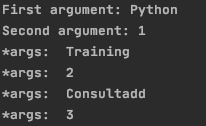 First argument: Python
Second argument: 1
*args:  Training
*args:  2
*args:  Consultadd
*args:  3